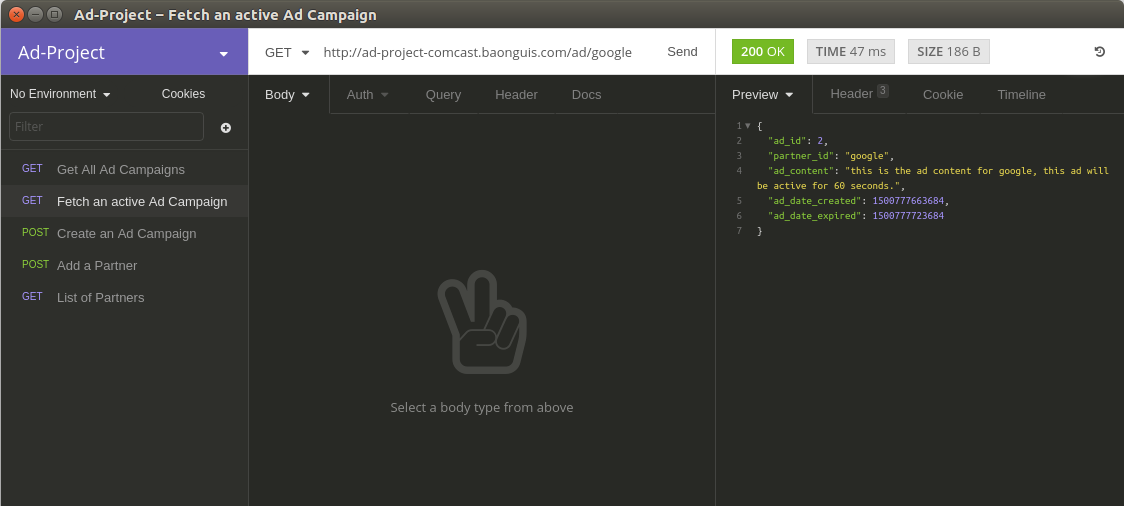 Ad-Project – Fetch an active Ad Campaign
Ad-Project
GET http://ad-project-comcast.baonguis.com/ad/google Send
200 OK TIME 47 ms SIZE 186 B
No Environment Cookies
Filter
GET Get All Ad Campaigns
GET Fetch an active Ad Campaign
POST Create an Ad Campaign
POST Add a Partner
GET List of Partners
Body Auth Query Header Docs
Select a body type from above
Preview Header 3 Cookie Timeline
1 {
2 "ad_id": 2,
3 "partner_id": "google",
4 "ad_content": "this is the ad content for google, this ad will
be active for 60 seconds.",
5 "ad_date_created": 1500777663684,
6 "ad_date_expired": 1500777723684
7 }